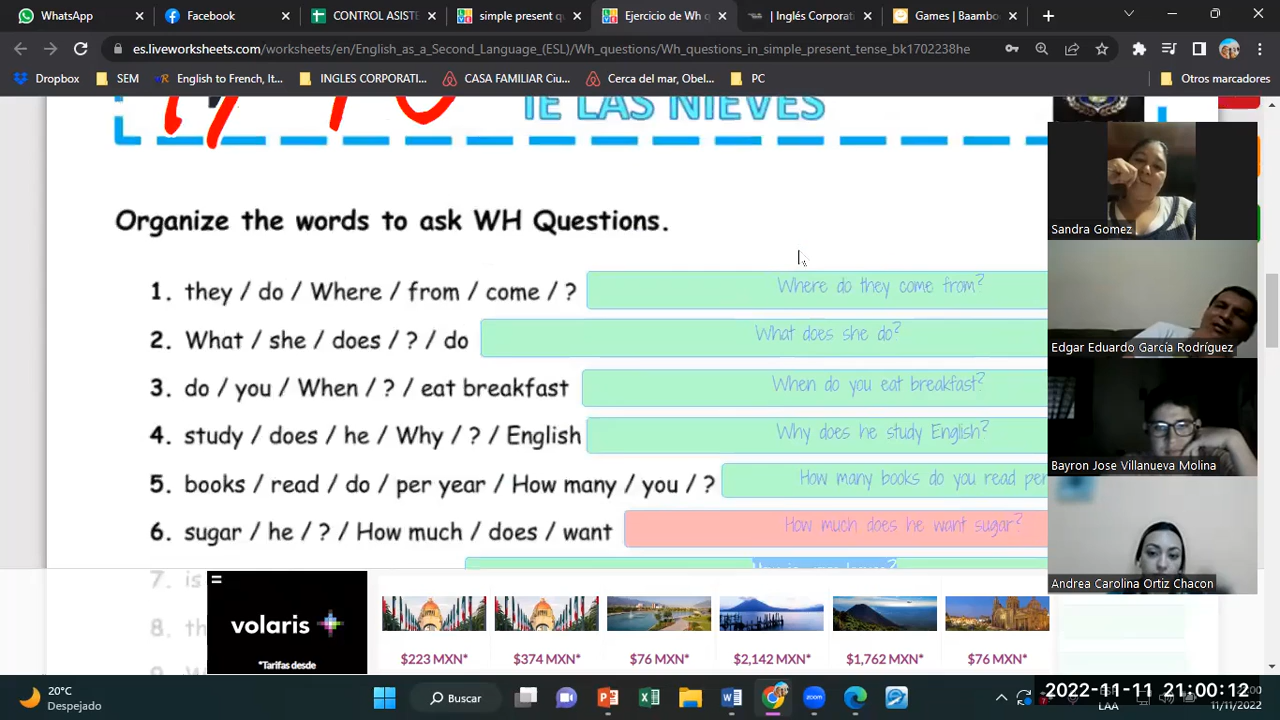 WhatsApp
Facebook
CONTROL ASIST
simple present q
Ejercicio de Wh q
Inglés Corporat
Games | Baamb
es.liveworksheets.com/worksheets/en/English_as_a_Second_Language_(ESL)/Wh_questions/Wh_questions_in_simple_present_tense_bk1702238he
Dropbox
SEM
English to French, It...
INGLES CORPORATI...
CASA FAMILIAR Ciu...
Cerca del mar, Obel...
PC
Otros marcadores
IE LAS NIEVES
Organize the words to ask WH Questions.
1. they / do / Where / from / come / ? Where do they come from?
2. What / she / does / ? / do What does she do?
3. do / you / When / ? / eat breakfast When do you eat breakfast?
4. study / does / he / Why / ? / English Why does he study English?
5. books / read / do / per year / How many / you / ? How many books do you read per
6. sugar / he / ? / How much / does / want How much does he want sugar?
7. is
8. th
9.
Sandra Gomez
Edgar Eduardo García Rodríguez
Bayron Jose Villanueva Molina
Andrea Carolina Ortiz Chacon
volaris
*Tarifas desde
$223 MXN*
$374 MXN*
$76 MXN*
$2,142 MXN*
$1,762 MXN*
$76 MXN*
20°C
Despejado
Buscar
zoom
LAA
2022-11-11 21:00:12
11/11/2022